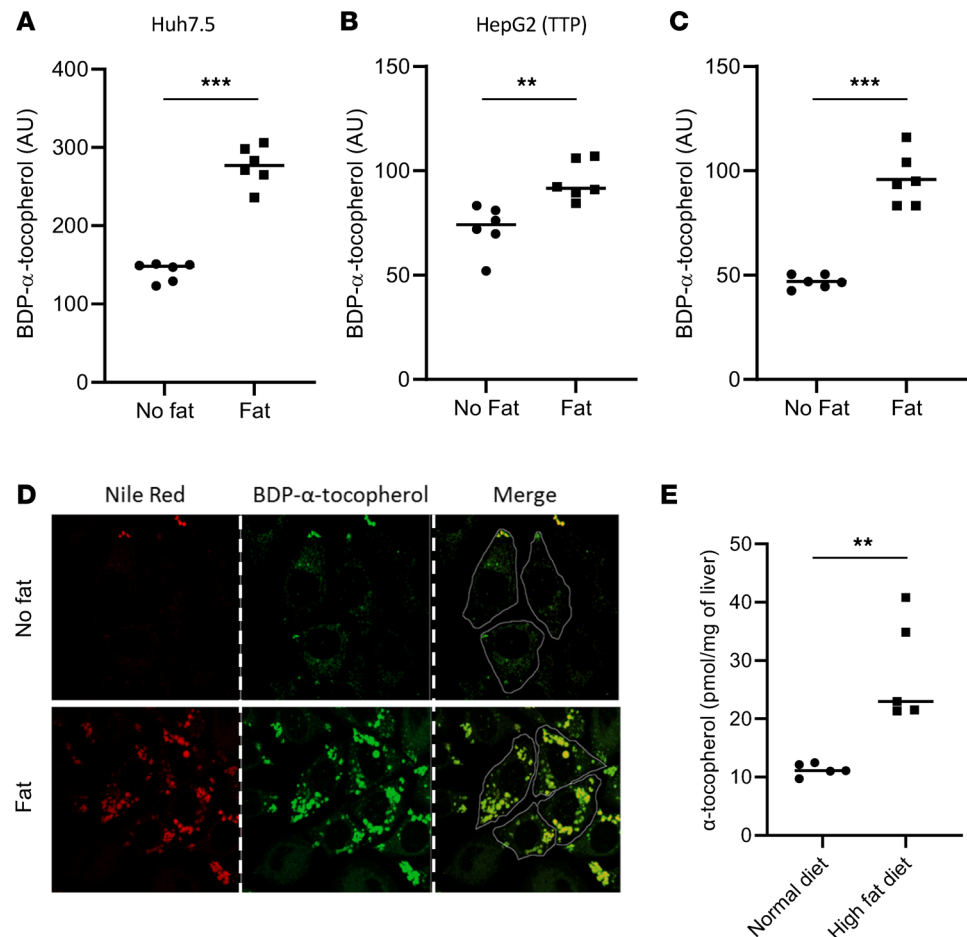 A
Huh7.5
BDP-α-tocopherol (AU)
400
300
200
100
0
***
No fat
Fat
B
HepG2 (TTP)
BDP-α-tocopherol (AU)
150
100
50
0
**
No Fat
Fat
C
BDP-α-tocopherol (AU)
150
100
50
0
***
No Fat
Fat
D
Nile Red
BDP-α-tocopherol
Merge
No fat
Fat
E
α-tocopherol (pmol/mg of liver)
50
40
30
20
10
0
**
Normal diet
High fat diet